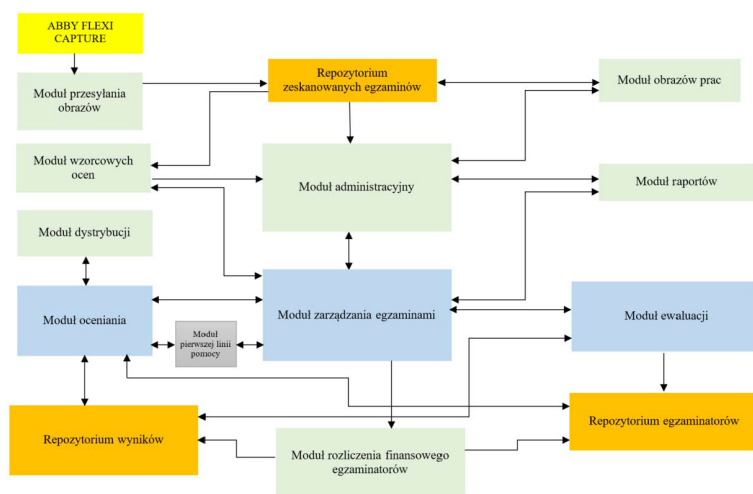 ABBY FLEXI
CAPTURE
Moduł przesyłania
obrazów
Repozytorium
zeskanowanych egzaminów
Moduł obrazów prac
Moduł wzorcowych
ocen
Moduł administracyjny
Moduł raportów
Moduł dystrybucji
Moduł oceniania
Moduł
pierwszej linii
pomocy
Moduł zarządzania egzaminami
Moduł ewaluacji
Repozytorium wyników
Moduł rozliczenia finansowego
egzaminatorów
Repozytorium egzaminatorów